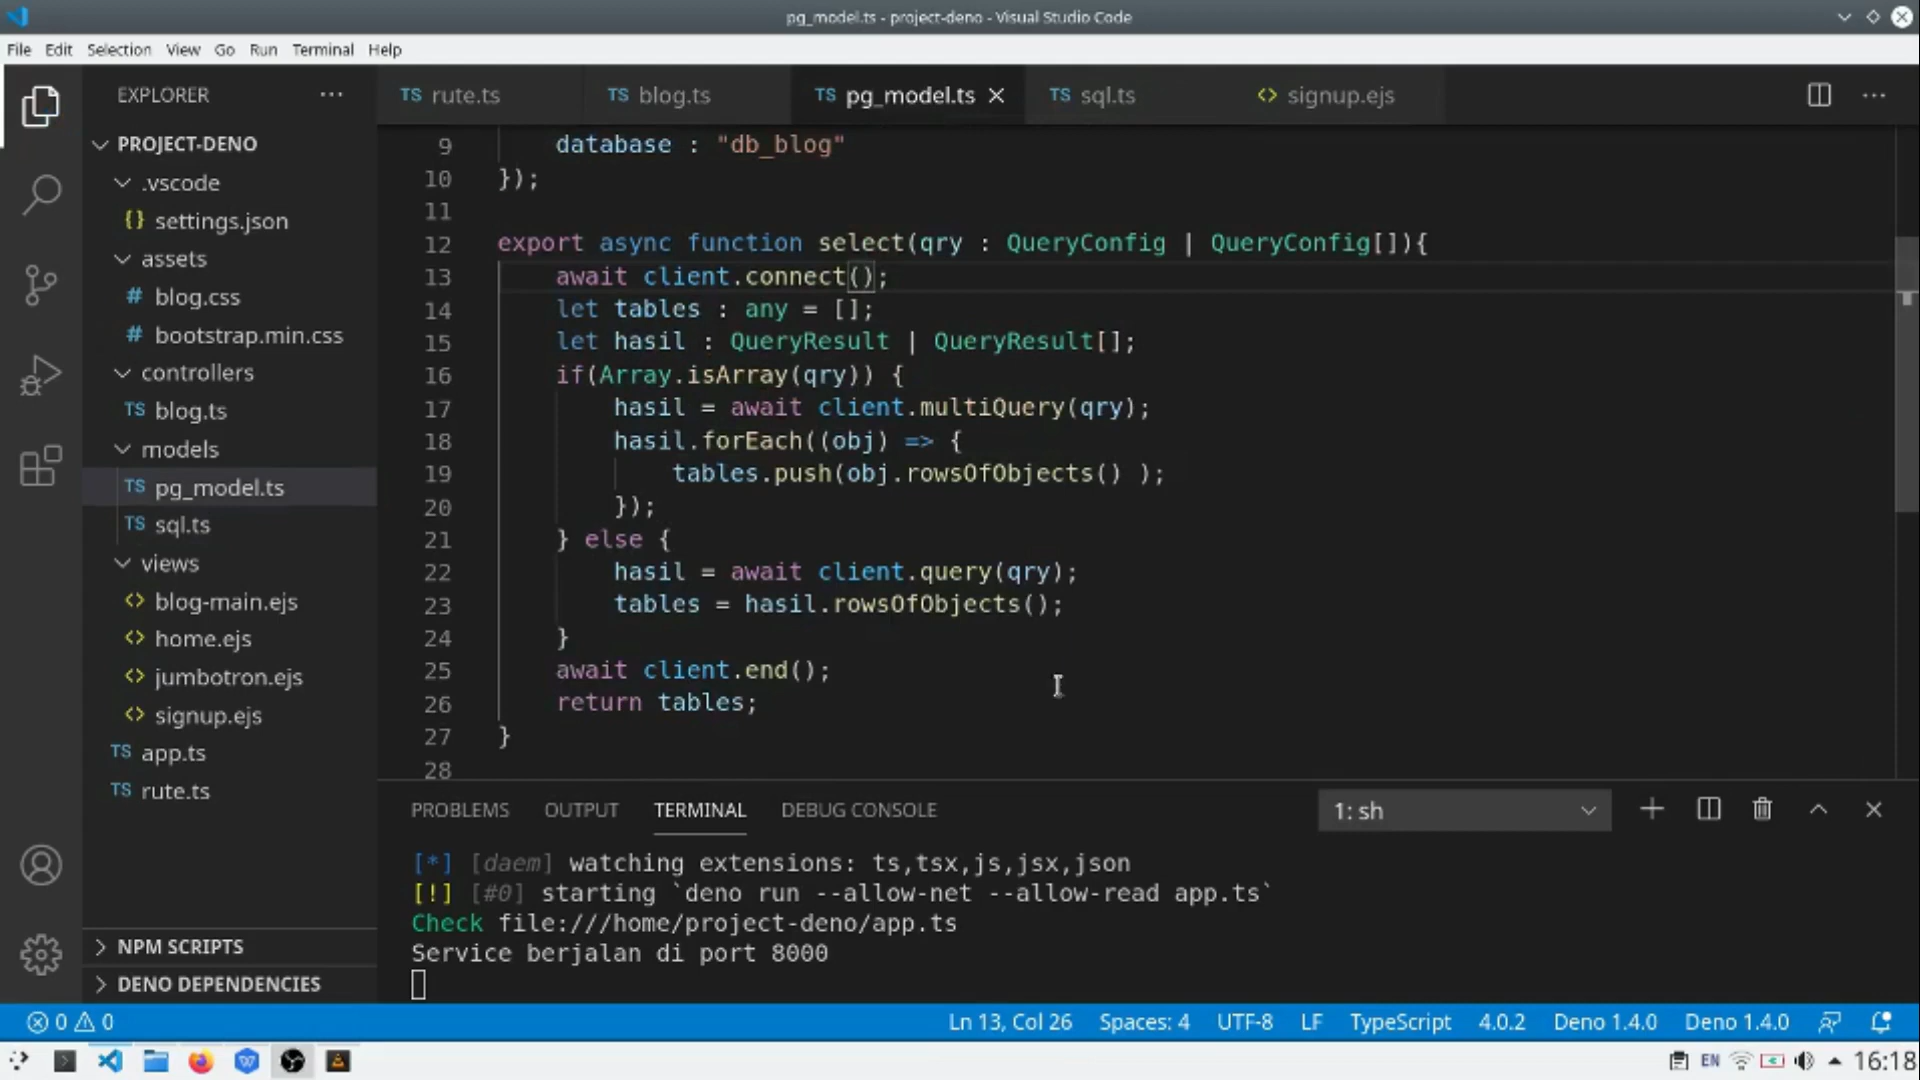 pg_model.ts - project-deno - Visual Studio Code
File Edit Selection View Go Run Terminal Help
EXPLORER ···
PROJECT-DENO
.vscode
{} settings.json
assets
# blog.css
# bootstrap.min.css
controllers
TS blog.ts
models
TS pg_model.ts
TS sql.ts
views
<> blog-main.ejs
<> home.ejs
<> jumbotron.ejs
<> signup.ejs
TS app.ts
TS rute.ts
NPM SCRIPTS
DENO DEPENDENCIES
TS rute.ts TS blog.ts TS pg_model.ts TS sql.ts <> signup.ejs ···
9 database : "db_blog"
10 });
11
12 export async function select(qry : QueryConfig | QueryConfig[]){
13 await client.connect();
14 let tables : any = [];
15 let hasil : QueryResult | QueryResult[];
16 if(Array.isArray(qry)) {
17 hasil = await client.multiQuery(qry);
18 hasil.forEach((obj) => {
19 tables.push(obj.rowsOfObjects() );
20 });
21 } else {
22 hasil = await client.query(qry);
23 tables = hasil.rowsOfObjects();
24 }
25 await client.end();
26 return tables;
27 }
28
PROBLEMS OUTPUT TERMINAL DEBUG CONSOLE 1: sh
[*] [daem] watching extensions: ts,tsx,js,jsx,json
[!] [#0] starting `deno run --allow-net --allow-read app.ts`
Check file:///home/project-deno/app.ts
Service berjalan di port 8000
0 0 Ln 13, Col 26 Spaces: 4 UTF-8 LF TypeScript 4.0.2 Deno 1.4.0 Deno 1.4.0
EN 16:18